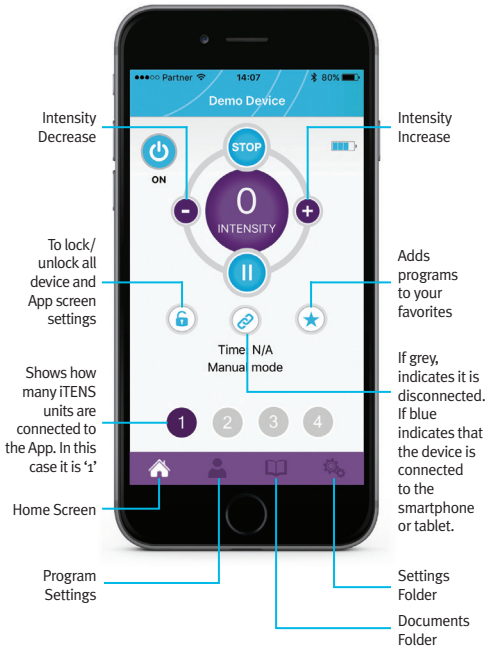 ●●●○○ Partner 14:07 80%
Demo Device
Intensity
Decrease
Intensity
Increase
STOP
ON
-
0
INTENSITY
+
To lock/
unlock all
device and
App screen
settings
Adds
programs
to your
favorites
Time: N/A
Manual mode
If grey,
indicates it is
disconnected.
If blue
indicates that
the device is
connected
to the
smartphone
or tablet.
Shows how
many iTENS
units are
connected to
the App. In this
case it is ‘1’
1 2 3 4
Home Screen
Program
Settings
Settings
Folder
Documents
Folder